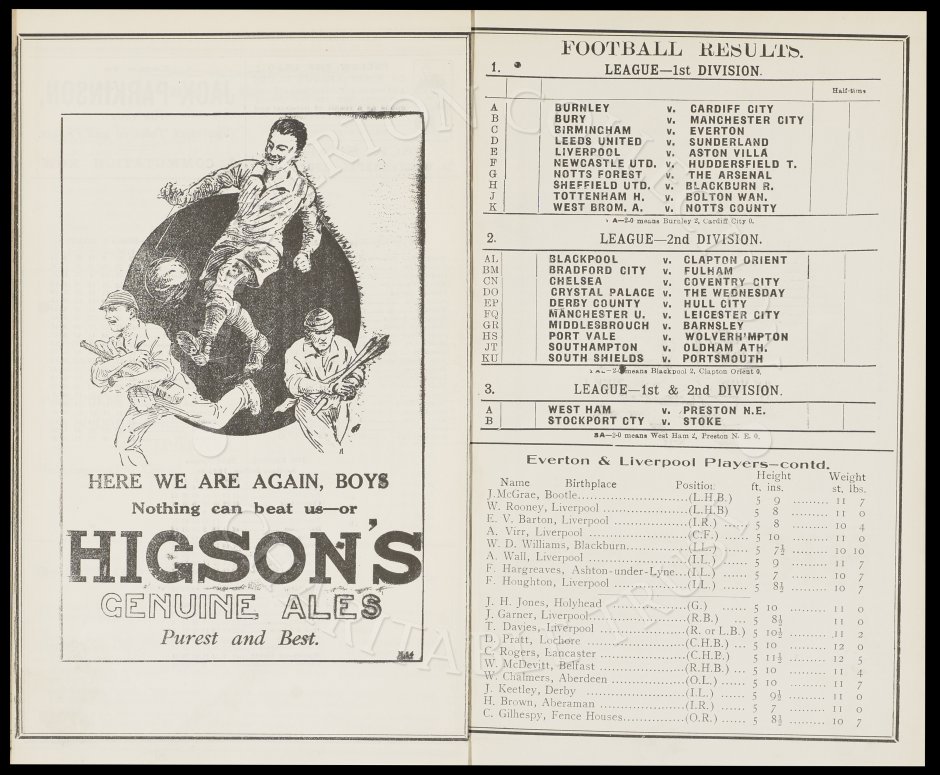 HERE WE ARE AGAIN, BOYS
Nothing can beat us—or
HIGSON'S
GENUINE ALES
Purest and Best.
FOOTBALL RESULTS.
1. LEAGUE—1st DIVISION.
Half-time
A BURNLEY v. CARDIFF CITY
B BURY v. MANCHESTER CITY
C BIRMINGHAM v. EVERTON
D LEEDS UNITED v. SUNDERLAND
E LIVERPOOL v. ASTON VILLA
F NEWCASTLE UTD. v. HUDDERSFIELD T.
G NOTTS FOREST v. THE ARSENAL
H SHEFFIELD UTD. v. BLACKBURN R.
J TOTTENHAM H. v. BOLTON WAN.
K WEST BROM. A. v. NOTTS COUNTY
1 A—2-0 means Burnley 2, Cardiff City 0.
2. LEAGUE—2nd DIVISION.
AL BLACKPOOL v. CLAPTON ORIENT
BM BRADFORD CITY v. FULHAM
CN CHELSEA v. COVENTRY CITY
DO CRYSTAL PALACE v. THE WEDNESDAY
EP DERBY COUNTY v. HULL CITY
FQ MANCHESTER U. v. LEICESTER CITY
GR MIDDLESBROUCH v. BARNSLEY
HS PORT VALE v. WOLVERH'MPTON
JT SOUTHAMPTON v. OLDHAM ATH.
KU SOUTH SHIELDS v. PORTSMOUTH
means Blackpool 2, Clapton Orient 0.
3. LEAGUE—1st & 2nd DIVISION.
A WEST HAM v. PRESTON N.E.
B STOCKPORT CTY v. STOKE
3A—2-0 means West Ham 2, Preston N. E. 0.
Everton & Liverpool Players—contd.
Name Birthplace Position Height ft. ins. Weight st. lbs.
J. McGrae, Bootle (L.H.B.) 5 9 11 7
W. Rooney, Liverpool (L.H.B) 5 8 11 0
E. V. Barton, Liverpool (I.R.) 5 8 10 4
A. Virr, Liverpool (C.F.) 5 10 11 0
W. D. Williams, Blackburn (I.L.) 5 7½ 10 10
A. Wall, Liverpool (I.L.) 5 9 11 7
F. Hargreaves, Ashton-under-Lyne (I.L.) 5 7 10 7
F. Houghton, Liverpool (I.L.) 5 8½ 10 7
J. H. Jones, Holyhead (G.) 5 10 11 0
J. Garner, Liverpool (R.B.) 5 8½ 11 0
T. Davies, Liverpool (R. or L.B.) 5 10½ 11 2
D. Pratt, Lochore (C.H.B.) 5 10 12 0
C. Rogers, Lancaster (C.H.B.) 5 11½ 12 5
W. McDevitt, Belfast (R.H.B.) 5 10 11 4
W. Chalmers, Aberdeen (O.L.) 5 10 11 7
J. Keetley, Derby (I.L.) 5 9½ 11 0
H. Brown, Aberaman (I.R.) 5 7 11 0
C. Gilhespy, Fence Houses (O.R.) 5 8½ 10 7